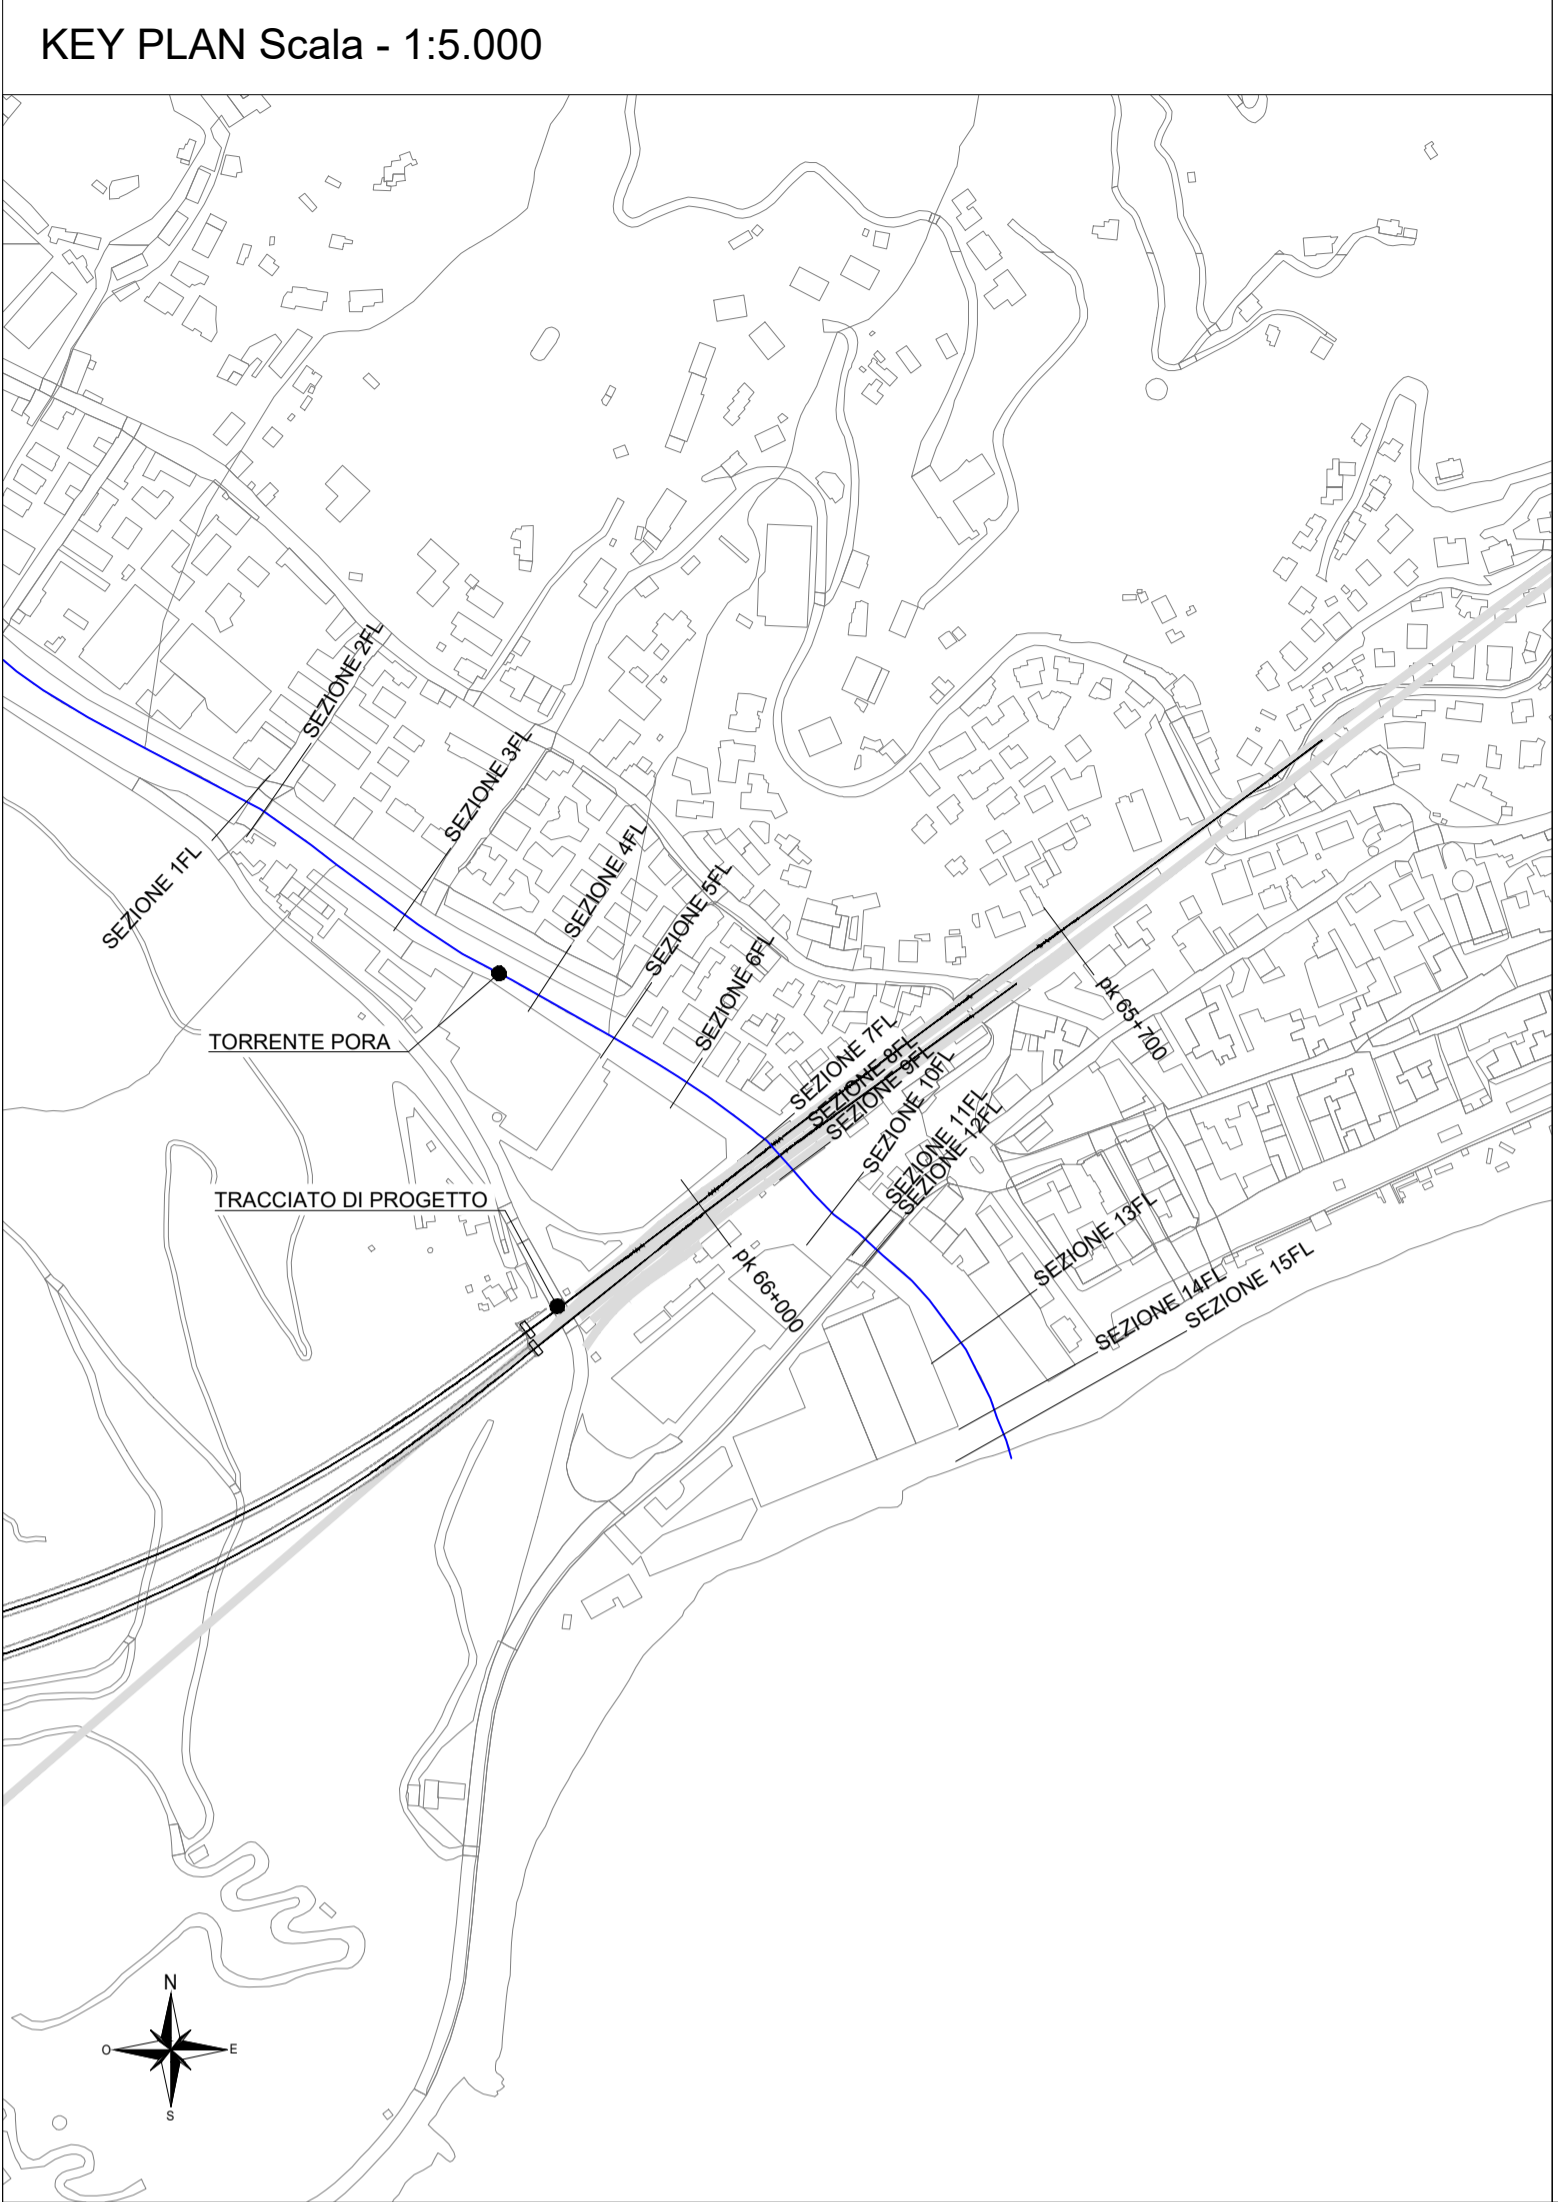 KEY PLAN Scala - 1:5.000
SEZIONE 2FL
SEZIONE 3FL
SEZIONE 1FL
SEZIONE 4FL
SEZIONE 5FL
SEZIONE 6FL
TORRENTE PORA
pk 65+700
SEZIONE 7FL
SEZIONE 8FL
SEZIONE 9FL
SEZIONE 10FL
SEZIONE 11FL
SEZIONE 12FL
TRACCIATO DI PROGETTO
SEZIONE 13FL
pk 66+000
SEZIONE 14FL
SEZIONE 15FL
N
O
E
S